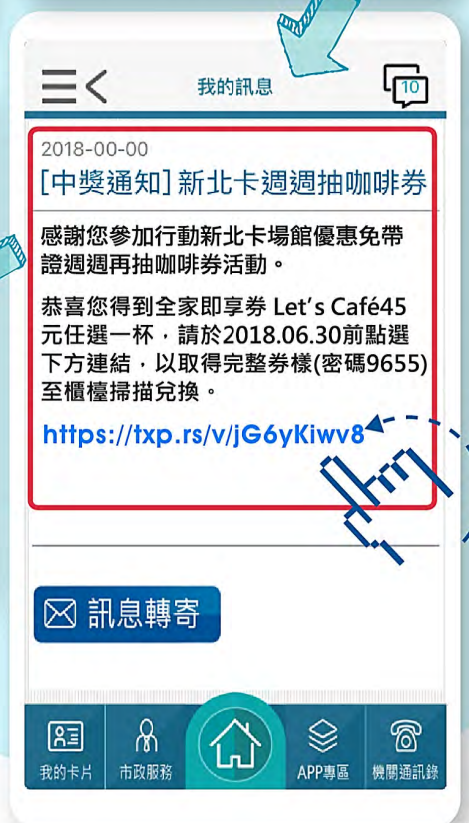 我的訊息
10
2018-00-00
[中獎通知]新北卡週週抽咖啡券
感謝您參加行動新北卡場館優惠免帶
證週週再抽咖啡券活動。
恭喜您得到全家即享券 Let's Café45
元任選一杯，請於2018.06.30前點選
下方連結，以取得完整券樣(密碼9655)
至櫃檯掃描兌換。
https://txp.rs/v/jG6yKiwv8
訊息轉寄
我的卡片 市政服務 APP專區 機關通訊錄